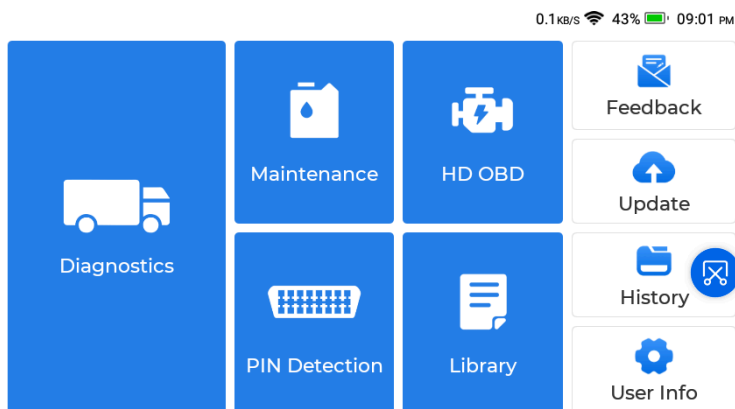 0.1KB/S 43% 09:01 PM
Diagnostics
Maintenance
HD OBD
PIN Detection
Library
Feedback
Update
History
User Info